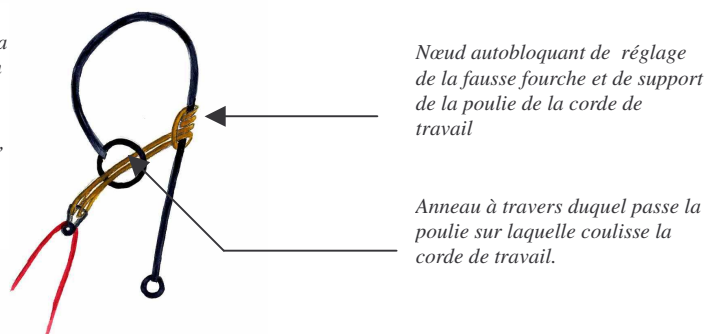 a
Nœud autobloquant de réglage
de la fausse fourche et de support
de la poulie de la corde de
travail
,
Anneau à travers duquel passe la
poulie sur laquelle coulisse la
corde de travail.